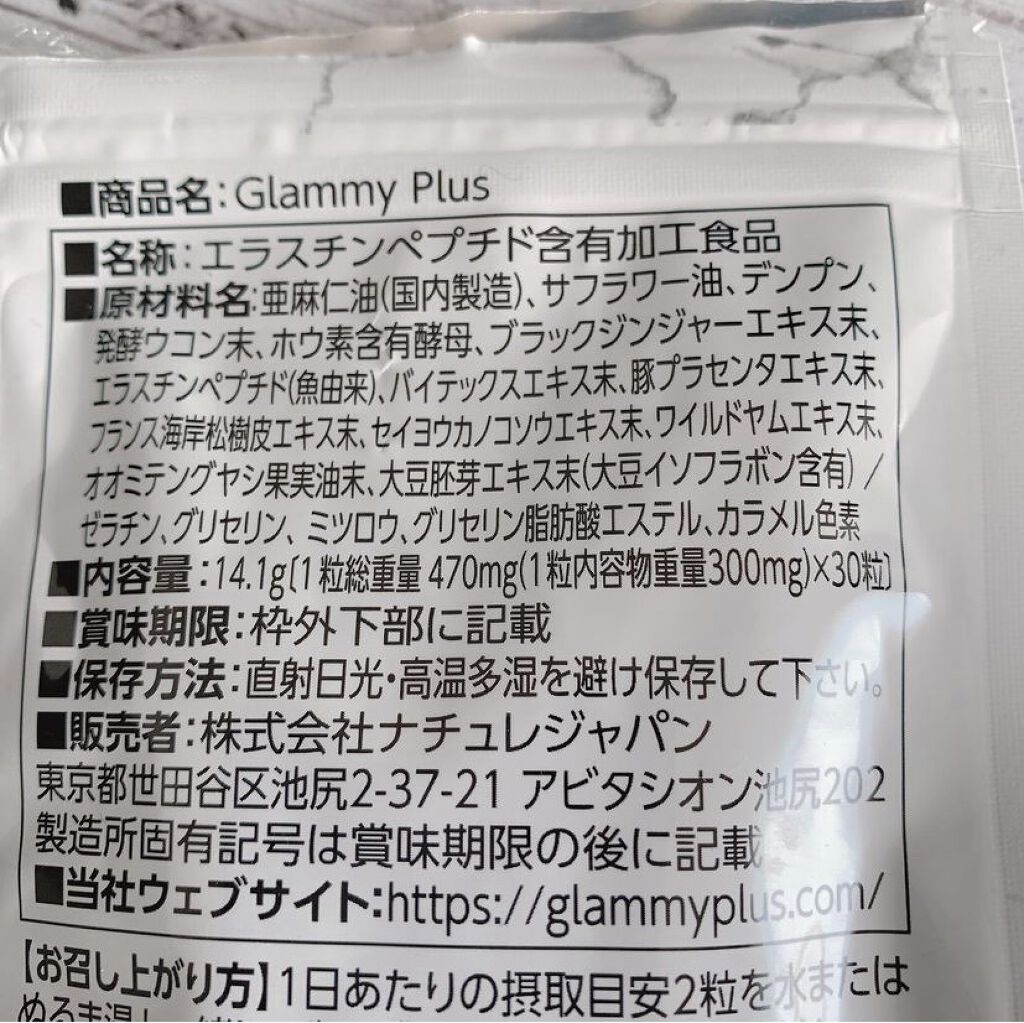 ■商品名:Glammy Plus
■名称:エラスチンペプチド含有加工食品
■原材料名:亜麻仁油(国内製造)、サフラワー油、デンプン、
発酵ウコン末、ホウ素含有酵母、ブラックジンジャーエキス末、
エラスチンペプチド(魚由来)、バイテックスエキス末、豚プラセンタエキス末、
フランス海岸松樹皮エキス末、セイヨウカノコソウエキス末、ワイルドヤムエキス末、
オオミテングヤシ果実油末、大豆胚芽エキス末(大豆イソフラボン含有)/
ゼラチン、グリセリン、ミツロウ、グリセリン脂肪酸エステル、カラメル色素
■内容量:14.1g〔1粒総重量 470mg(1粒内容物重量300mg)×30粒〕
■賞味期限:枠外下部に記載
■保存方法:直射日光・高温多湿を避け保存して下さい。
■販売者:株式会社ナチュレジャパン
東京都世田谷区池尻2-37-21 アビタシオン池尻202
製造所固有記号は賞味期限の後に記載
■当社ウェブサイト:https://glammyplus.com/
【お召し上がり方】1日あたりの摂取目安2粒を水または